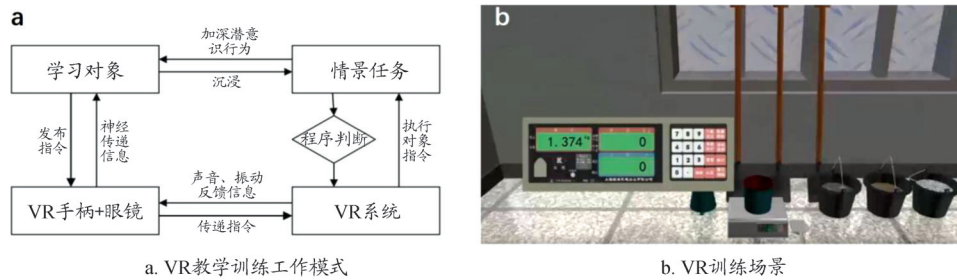 a
加深潜意
识行为
学习对象
情景任务
沉浸
发布
指令
神经
传递
信息
程序判断
执行
对象
指令
声音、振动
反馈信息
VR手柄+眼镜
VR系统
传递指令
a. VR教学训练工作模式
b
1.374
0
0
7 8 9
4 5 6
1 2 3
b. VR训练场景